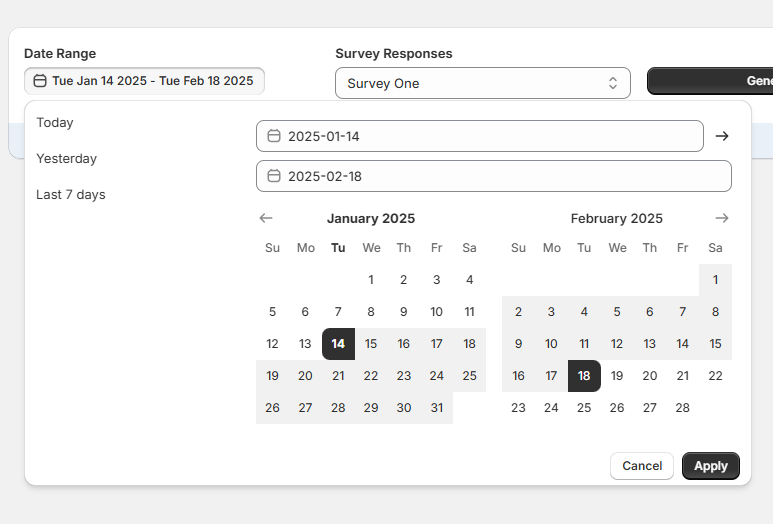 Date Range
Survey Responses
Tue Jan 14 2025 - Tue Feb 18 2025
Survey One
Today
Yesterday
Last 7 days
2025-01-14
2025-02-18
January 2025
Su Mo Tu We Th Fr Sa
1 2 3 4
5 6 7 8 9 10 11
12 13 14 15 16 17 18
19 20 21 22 23 24 25
26 27 28 29 30 31
February 2025
Su Mo Tu We Th Fr Sa
1
2 3 4 5 6 7 8
9 10 11 12 13 14 15
16 17 18 19 20 21 22
23 24 25 26 27 28
Cancel
Apply